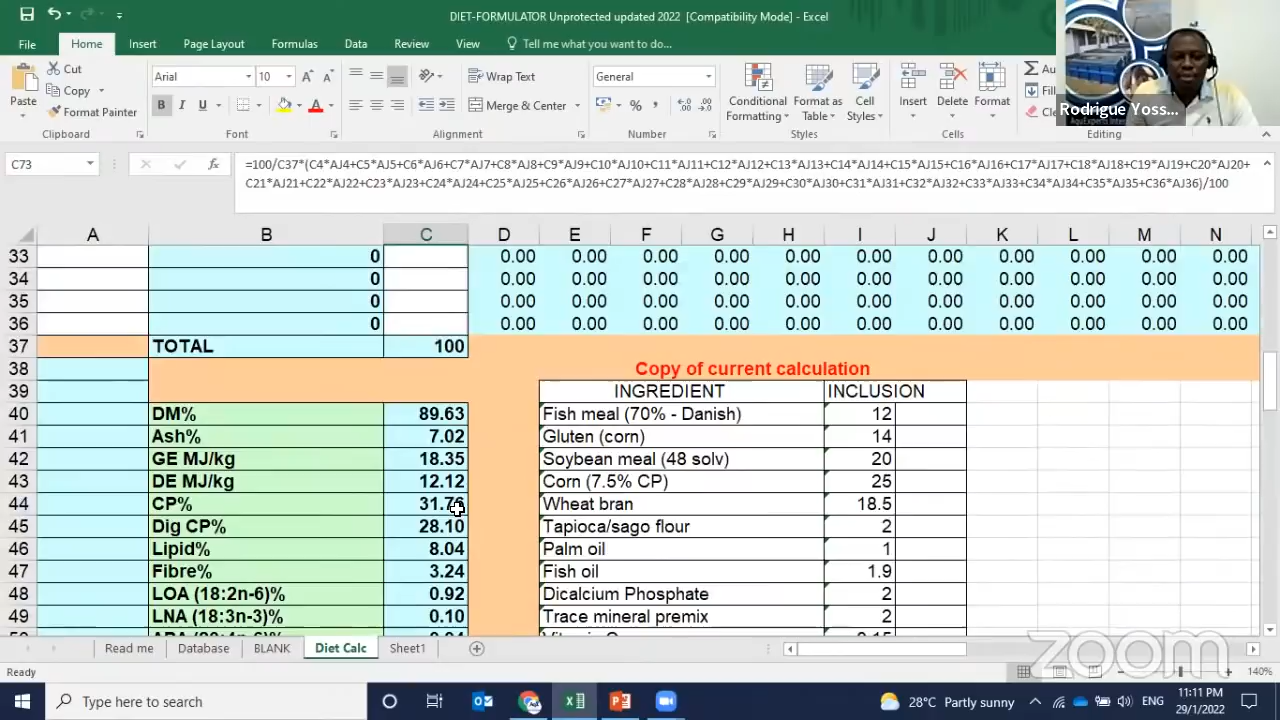 DIET-FORMULATOR Unprotected updated 2022 [Compatibility Mode] - Excel
File Home Insert Page Layout Formulas Data Review View Tell me what you want to do...
Paste Cut Copy Format Painter Clipboard
Arial 10 Font
Wrap Text Merge & Center Alignment
General Number
Conditional Formatting Format as Table Cell Styles Styles
Insert Delete Format Cells
Editing
Rodrigue Yoss...
C73
=100/C37*(C4*AJ4+C5*AJ5+C6*AJ6+C7*AJ7+C8*AJ8+C9*AJ9+C10*AJ10+C11*AJ11+C12*AJ12+C13*AJ13+C14*AJ14+C15*AJ15+C16*AJ16+C17*AJ17+C18*AJ18+C19*AJ19+C20*AJ20+
C21*AJ21+C22*AJ22+C23*AJ23+C24*AJ24+C25*AJ25+C26*AJ26+C27*AJ27+C28*AJ28+C29*AJ29+C30*AJ30+C31*AJ31+C32*AJ32+C33*AJ33+C34*AJ34+C35*AJ35+C36*AJ36)/100
A B C D E F G H I J K L M N
33 0 0.00 0.00 0.00 0.00 0.00 0.00 0.00 0.00 0.00 0.00 0.00
34 0 0.00 0.00 0.00 0.00 0.00 0.00 0.00 0.00 0.00 0.00 0.00
35 0 0.00 0.00 0.00 0.00 0.00 0.00 0.00 0.00 0.00 0.00 0.00
36 0 0.00 0.00 0.00 0.00 0.00 0.00 0.00 0.00 0.00 0.00 0.00
37 TOTAL 100
38 Copy of current calculation
39 INGREDIENT INCLUSION
40 DM% 89.63 Fish meal (70% - Danish) 12
41 Ash% 7.02 Gluten (corn) 14
42 GE MJ/kg 18.35 Soybean meal (48 solv) 20
43 DE MJ/kg 12.12 Corn (7.5% CP) 25
44 CP% Wheat bran 18.5
45 Dig CP% 28.10 Tapioca/sago flour 2
46 Lipid% 8.04 Palm oil 1
47 Fibre% 3.24 Fish oil 1.9
48 LOA (18:2n-6)% 0.92 Dicalcium Phosphate 2
49 LNA (18:3n-3)% 0.10 Trace mineral premix 2
Read me Database BLANK Diet Calc Sheet1
zoom
Ready 140%
Type here to search
28°C Partly sunny ENG 11:11 PM
29/1/2022